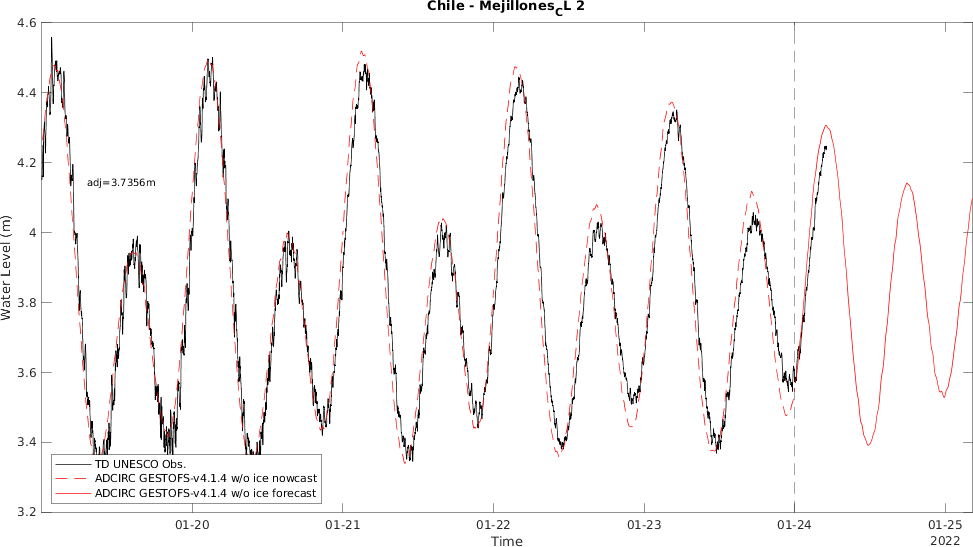 Chile - Mejillones_CL 2
4.6
4.4
4.2
4
3.8
3.6
3.4
3.2
Water Level (m)
adj=3.7356m
TD UNESCO Obs.
ADCIRC GESTOFS-v4.1.4 w/o ice nowcast
ADCIRC GESTOFS-v4.1.4 w/o ice forecast
01-20 01-21 01-22 01-23 01-24 01-25
Time 2022